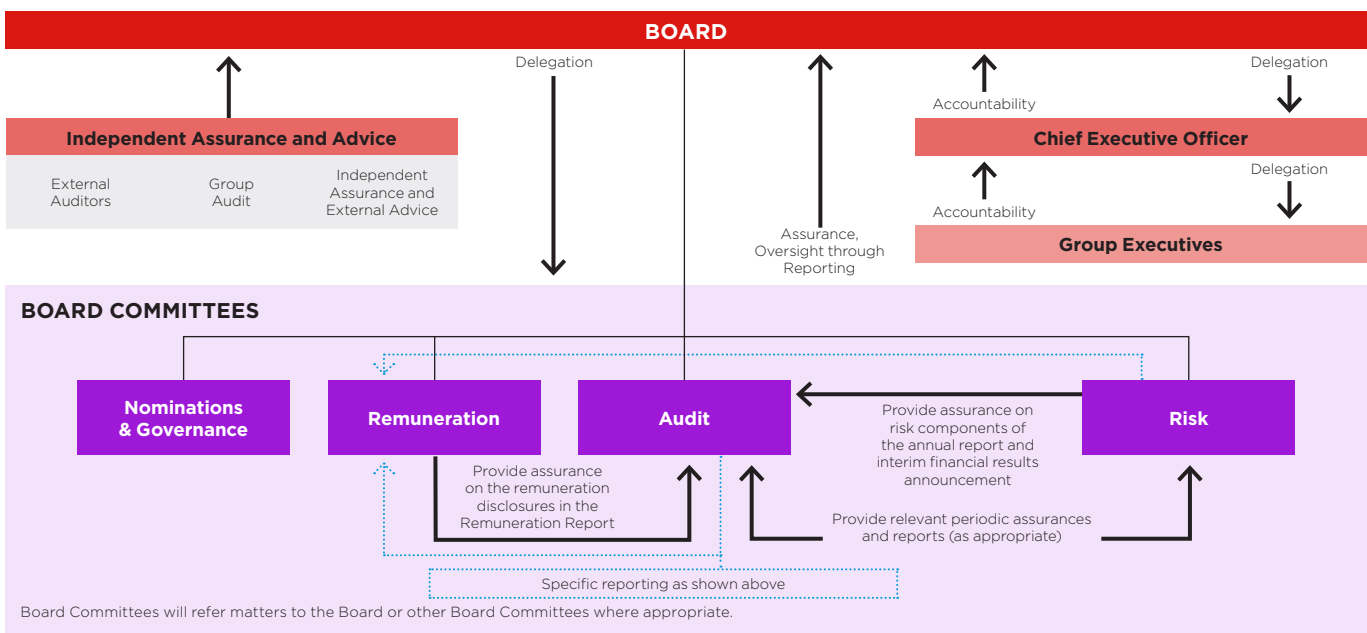 BOARD
Delegation
Delegation
Accountability
Independent Assurance and Advice
Chief Executive Officer
External
Auditors
Group
Audit
Independent
Assurance and
External Advice
Delegation
Accountability
Assurance,
Oversight through
Reporting
Group Executives
BOARD COMMITTEES
Nominations
& Governance
Remuneration
Audit
Risk
Provide assurance on
risk components of
the annual report and
interim financial results
announcement
Provide assurance
on the remuneration
disclosures in the
Remuneration Report
Provide relevant periodic assurances
and reports (as appropriate)
Specific reporting as shown above
Board Committees will refer matters to the Board or other Board Committees where appropriate.